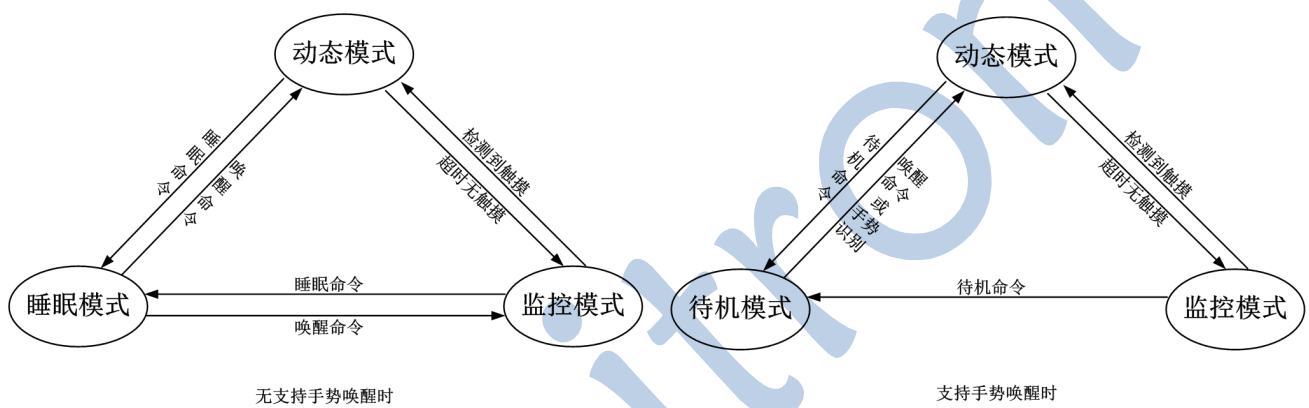 动态模式
睡眠命令
唤醒命令
检测到触摸
超时无触摸
睡眠模式
睡眠命令
唤醒命令
监控模式
无支持手势唤醒时
动态模式
待机命令
唤醒命令或手势识别
检测到触摸
超时无触摸
待机模式
待机命令
监控模式
支持手势唤醒时